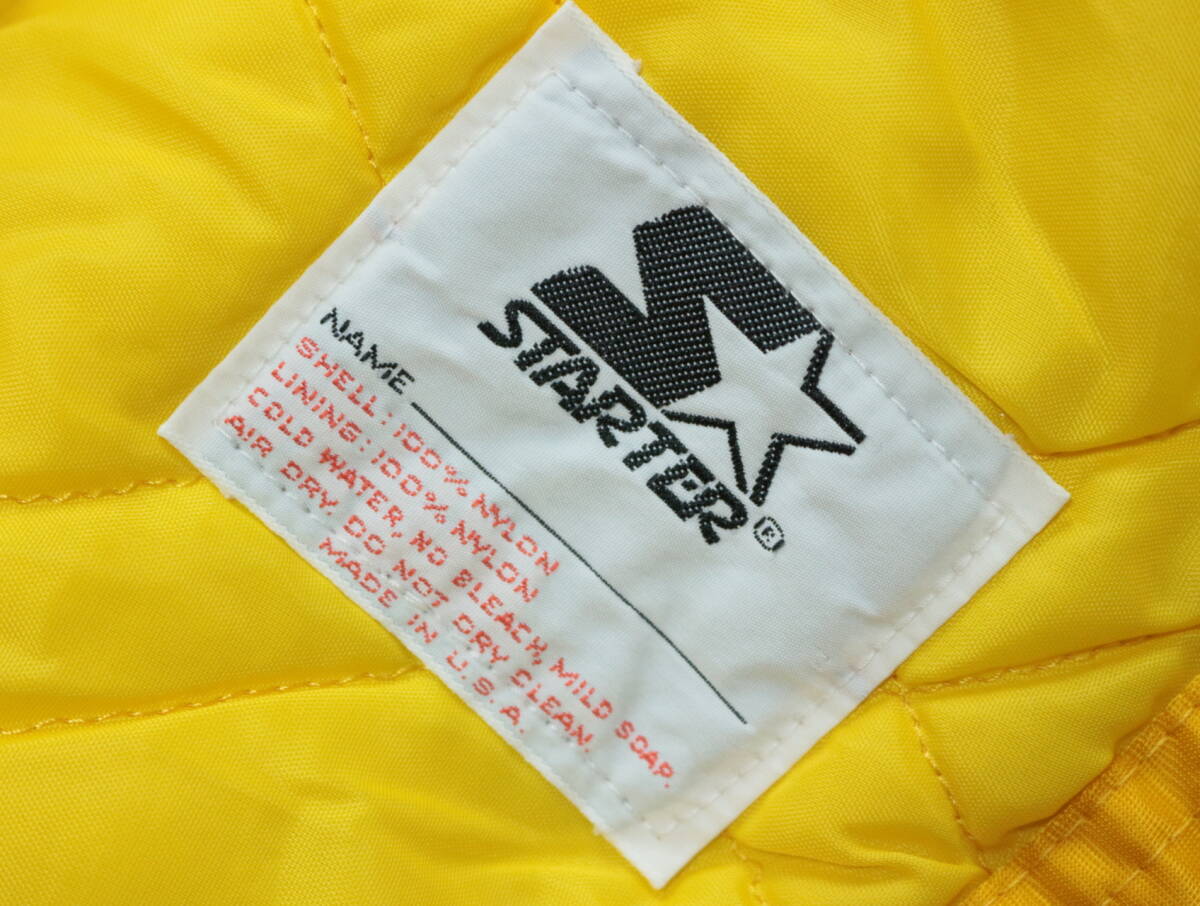 STARTER®
NAME
SHELL: 100% NYLON
LINING: 100% NYLON
COLD WATER, NO BLEACH, MILD SOAP.
AIR DRY DO NOT DRY CLEAN.
MADE IN U.S.A.